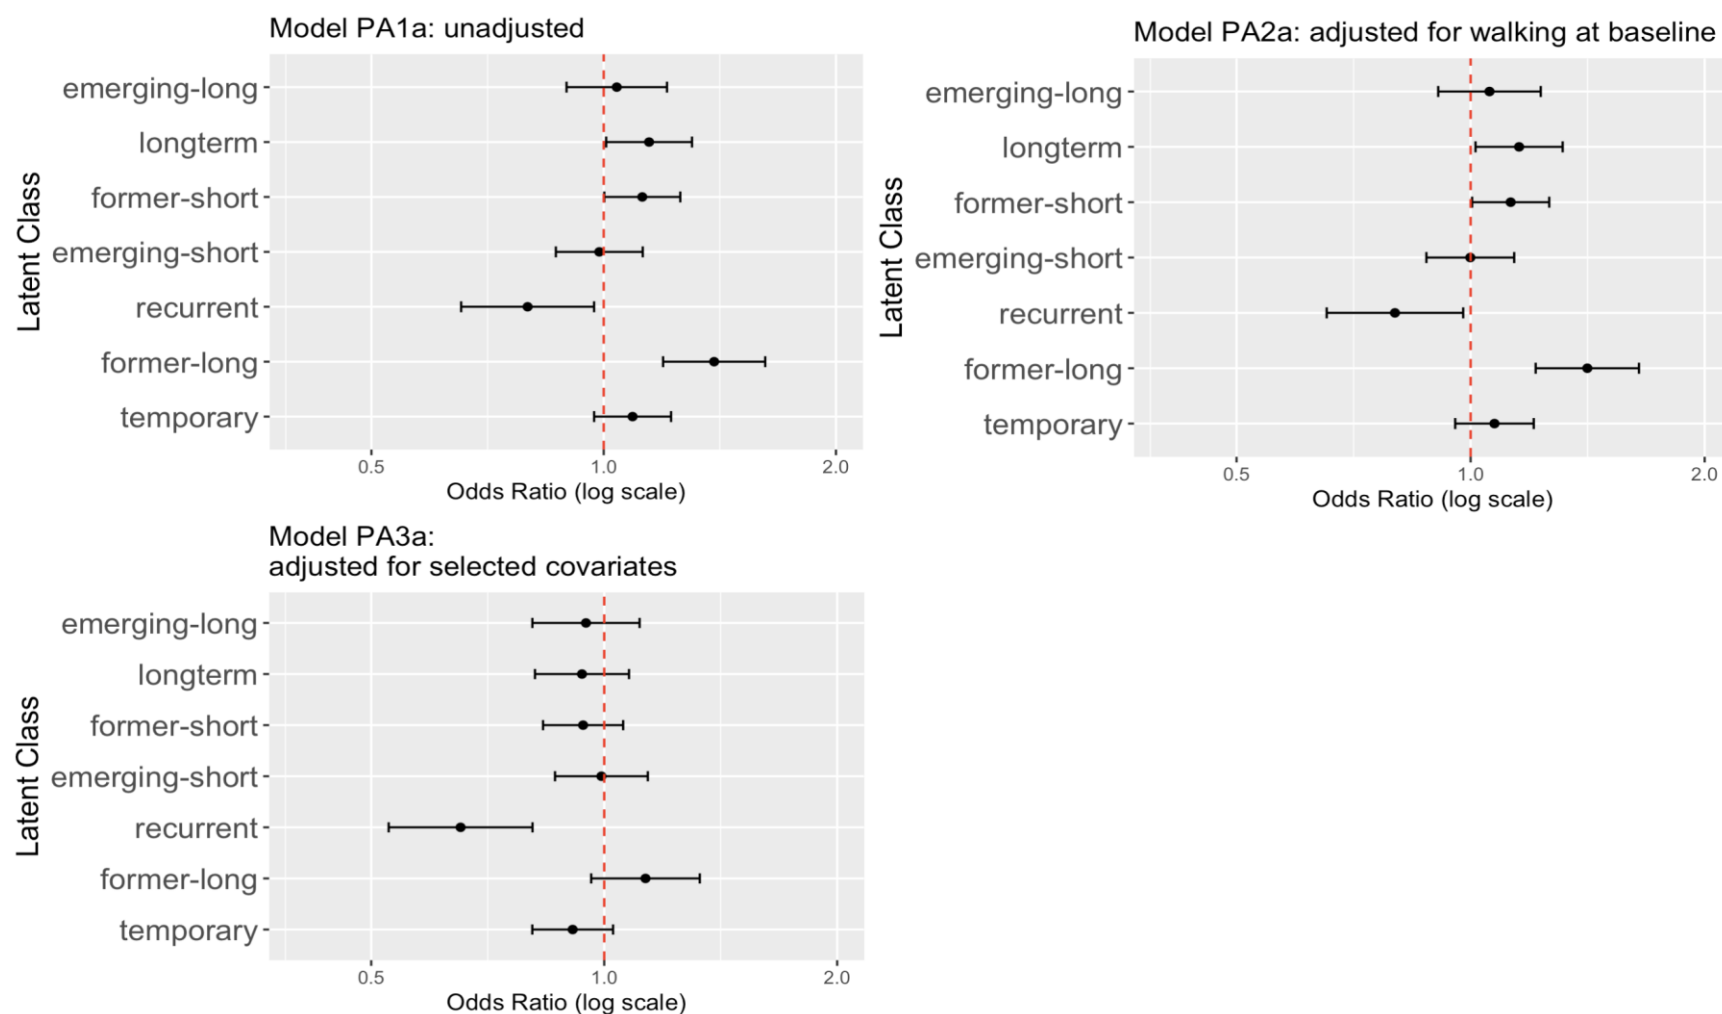 Model PA1a: unadjusted
Latent Class
emerging-long
longterm
former-short
emerging-short
recurrent
former-long
temporary
0.5
1.0
2.0
Odds Ratio (log scale)
Model PA2a: adjusted for walking at baseline
Latent Class
emerging-long
longterm
former-short
emerging-short
recurrent
former-long
temporary
0.5
1.0
2.0
Odds Ratio (log scale)
Model PA3a:
adjusted for selected covariates
Latent Class
emerging-long
longterm
former-short
emerging-short
recurrent
former-long
temporary
0.5
1.0
2.0
Odds Ratio (log scale)